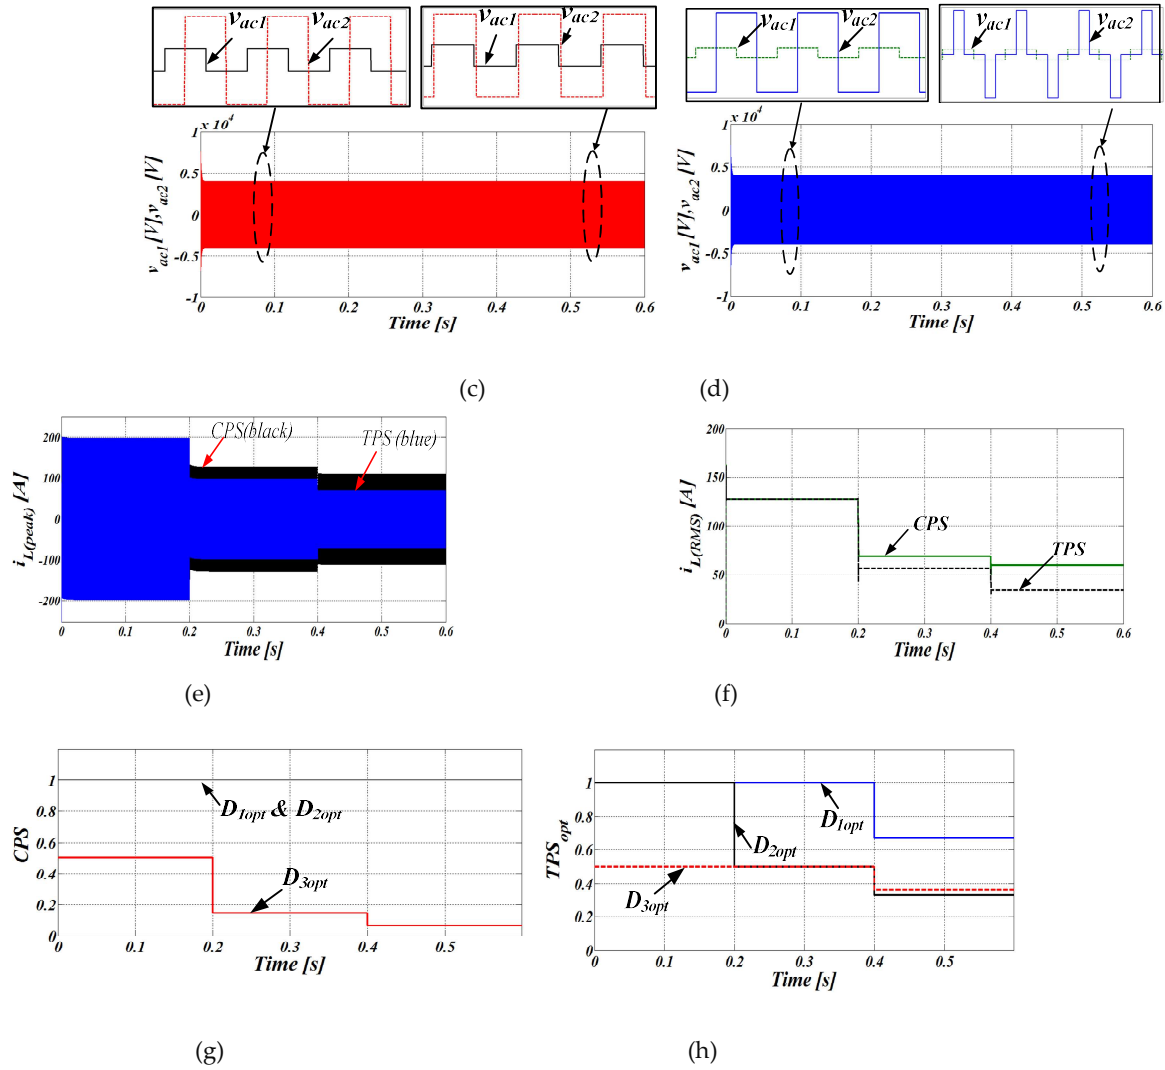 vac1 vac2 vac1 vac2
vac1 vac2 vac1 vac2
1 x 10^4
0.5
0
-0.5
-1
vac1 [V],vac2 [V]
0 0.1 0.2 0.3 0.4 0.5 0.6
Time [s]
1 x 10^4
0.5
0
-0.5
-1
vac1 [V],vac2 [V]
0 0.1 0.2 0.3 0.4 0.5 0.6
Time [s]
(c) (d)
200
100
0
-100
-200
iL(peak) [A]
CPS(black)
TPS (blue)
0 0.1 0.2 0.3 0.4 0.5 0.6
Time [s]
200
150
100
50
0
iL(RMS) [A]
CPS
TPS
0 0.1 0.2 0.3 0.4 0.5 0.6
Time [s]
(e) (f)
1
0.8
0.6
0.4
0.2
0
CPS
D1opt & D2opt
D3opt
0 0.1 0.2 0.3 0.4 0.5
Time [s]
1
0.8
0.6
0.4
0.2
0
TPSopt
D1opt
D2opt
D3opt
0 0.1 0.2 0.3 0.4 0.5
Time [s]
(g) (h)